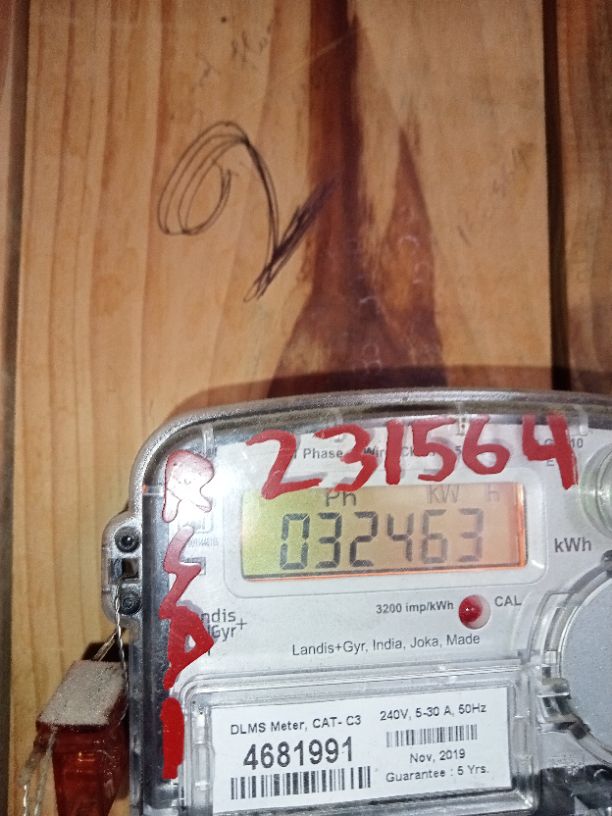 2
231564
Ph KW h
032463
kWh
3200 imp/kWh CAL
Landis+Gyr, India, Joka, Made
DLMS Meter, CAT- C3 240V, 5-30 A, 50Hz
4681991
Nov, 2019
Guarantee : 5 Yrs.